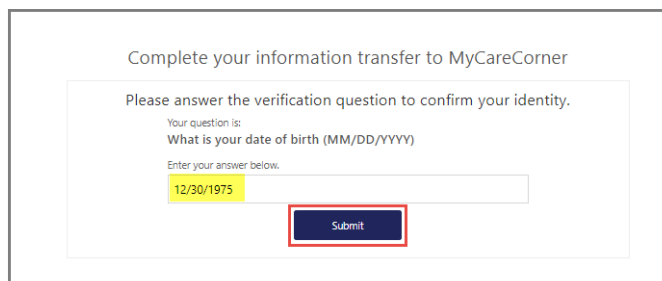 Complete your information transfer to MyCareCorner
Please answer the verification question to confirm your identity.
Your question is:
What is your date of birth (MM/DD/YYYY)
Enter your answer below.
12/30/1975
Submit